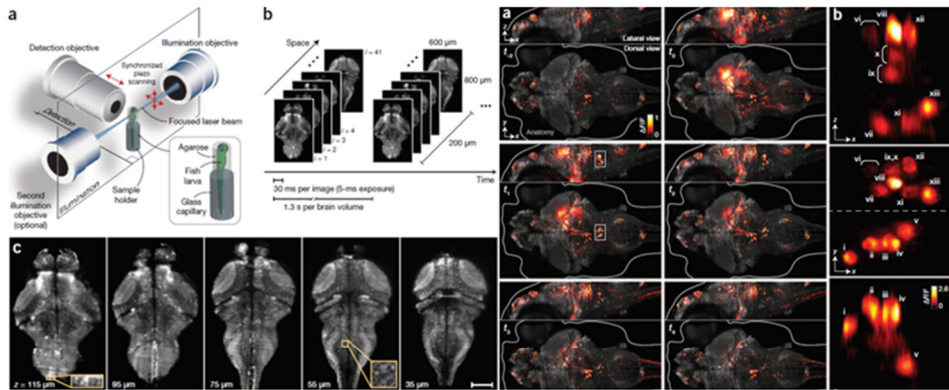 a
Detection objective
Illumination objective
Synchronized
piezo
scanning
Detection
Focused laser beam
Agarose
Fish
larva
Glass
capillary
Sample
holder
Second
illumination
objective
(optional)
Illumination
b
Space
i = 41
i = 4
i = 3
i = 2
i = 1
600 µm
800 µm
200 µm
Time
30 ms per image (5-ms exposure)
1.3 s per brain volume
c
z = 115 µm
95 µm
75 µm
55 µm
35 µm
a
Lateral view
Dorsal view
Anatomy
ΔF/F
1
0
z
x
y
x
b
vi
viii
xii
x
ix
xi
xiii
vii
z
x
vi
ix,x
xii
vii
viii
xi
xiii
v
i
ii
iii
iv
y
x
ΔF/F
2.6
0
i
ii
iii
iv
v